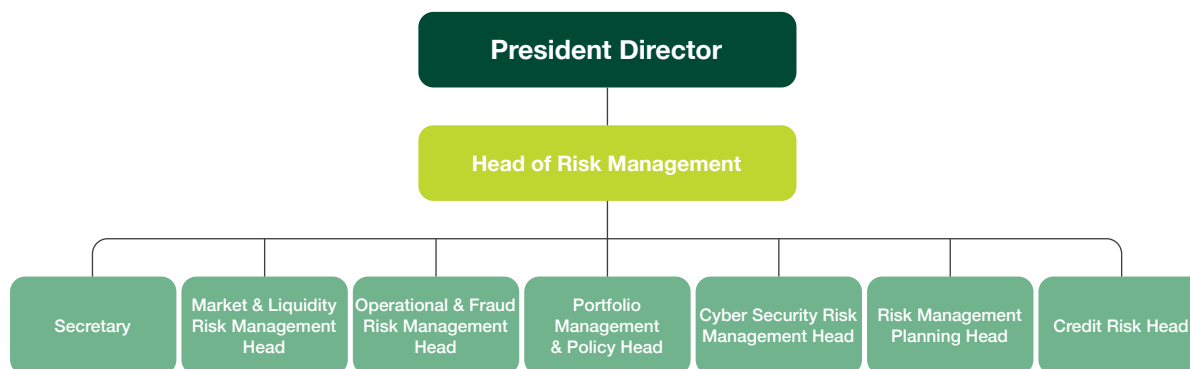 President Director
Head of Risk Management
Secretary
Market & Liquidity
Risk Management
Head
Operational & Fraud
Risk Management
Head
Portfolio
Management
& Policy Head
Cyber Security Risk
Management Head
Risk Management
Planning Head
Credit Risk Head